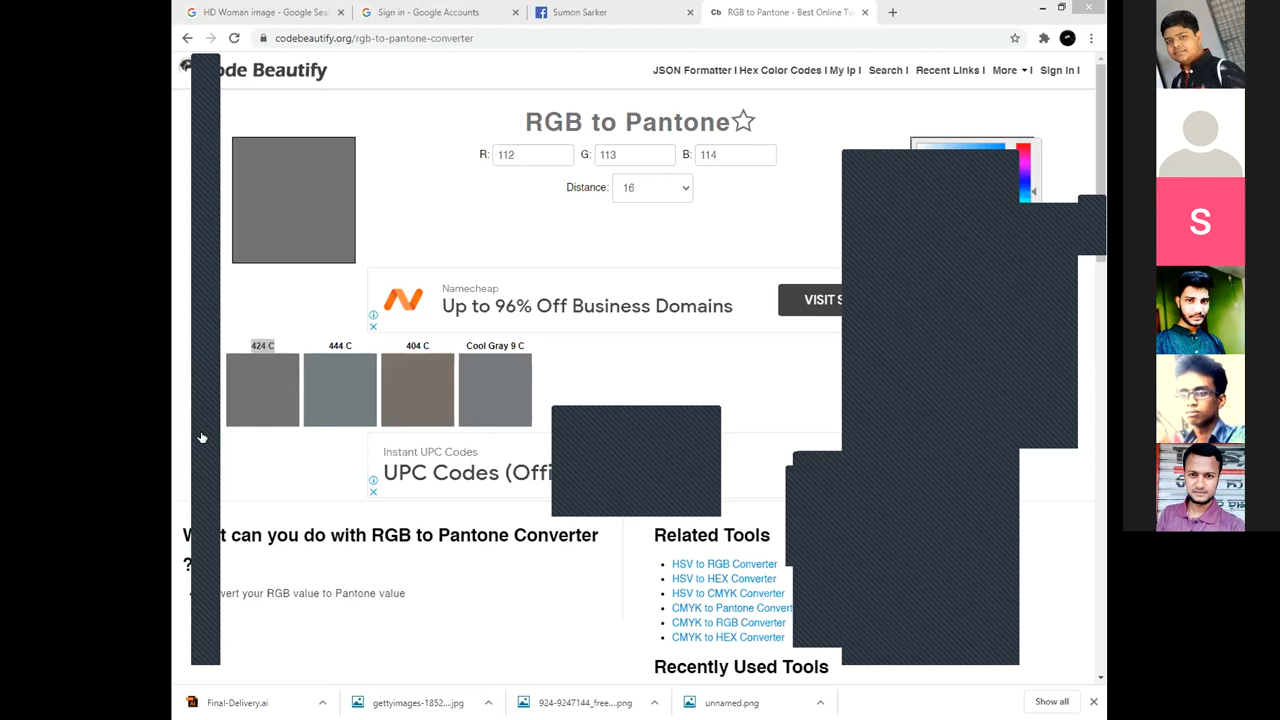 HD Woman image - Google Sea
Sign in - Google Accounts
Sumon Sarker
RGB to Pantone - Best Online To
codebeautify.org/rgb-to-pantone-converter
ode Beautify
JSON Formatter I Hex Color Codes I My Ip I Search I Recent Links I More I Sign In I
RGB to Pantone
R: 112 G: 113 B: 114
Distance: 16
Namecheap
Up to 96% Off Business Domains
VISIT S
424 C 444 C 404 C Cool Gray 9 C
Instant UPC Codes
UPC Codes (Offi
can you do with RGB to Pantone Converter
?
vert your RGB value to Pantone value
Related Tools
HSV to RGB Converter
HSV to HEX Converter
HSV to CMYK Converter
CMYK to Pantone Convert
CMYK to RGB Converter
CMYK to HEX Converter
Recently Used Tools
Final-Delivery.ai
gettyimages-1852....jpg
924-9247144_free....png
unnamed.png
Show all
S